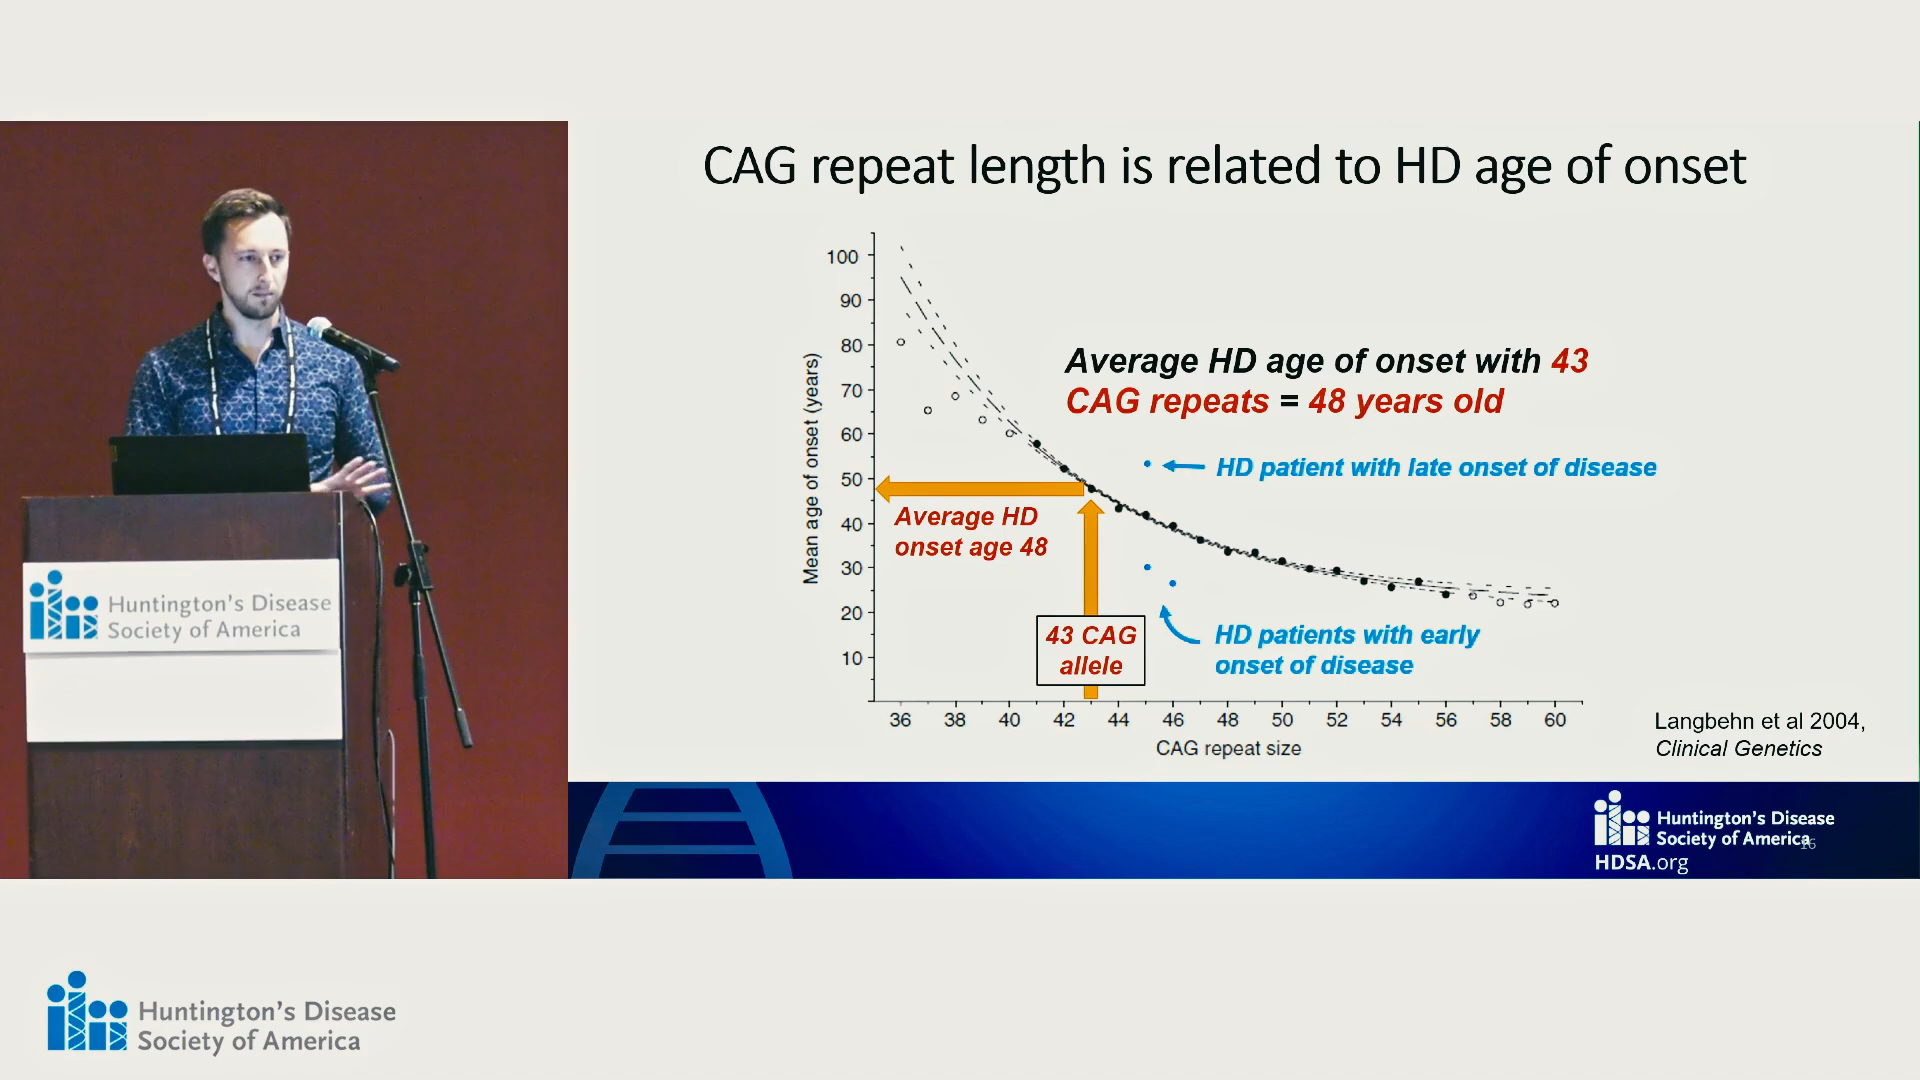 CAG repeat length is related to HD age of onset
Mean age of onset (years)
100
90
80
70
60
50
40
30
20
10
Average HD age of onset with 43
CAG repeats = 48 years old
HD patient with late onset of disease
Average HD
onset age 48
43 CAG
allele
HD patients with early
onset of disease
36 38 40 42 44 46 48 50 52 54 56 58 60
CAG repeat size
Langbehn et al 2004,
Clinical Genetics
Huntington's Disease
Society of America
Huntington's Disease
Society of America
16
HDSA.org
Huntington's Disease
Society of America